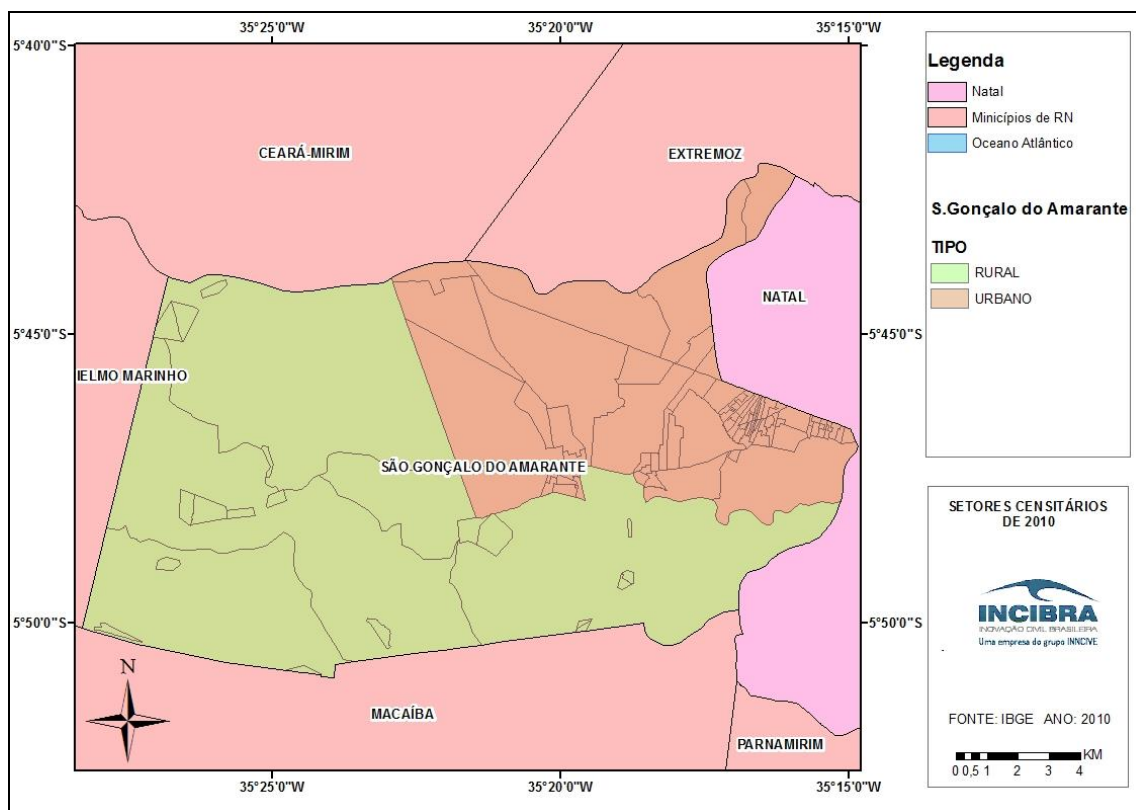 35°25'0"W
35°20'0"W
35°15'0"W
5°40'0"S
5°40'0"S
CEARÁ-MIRIM
EXTREMOZ
NATAL
5°45'0"S
5°45'0"S
IELMO MARINHO
SÃO GONÇALO DO AMARANTE
5°50'0"S
5°50'0"S
N
MACAÍBA
PARNAMIRIM
35°25'0"W
35°20'0"W
35°15'0"W
Legenda
Natal
Minicípios de RN
Oceano Atlântico
S.Gonçalo do Amarante
TIPO
RURAL
URBANO
SETORES CENSITÁRIOS
DE 2010
INCIBRA
INOVAÇÃO CIVIL BRASILEIRA
Uma empresa do grupo INNCIVE
FONTE: IBGE ANO: 2010
KM
0 0,5 1 2 3 4